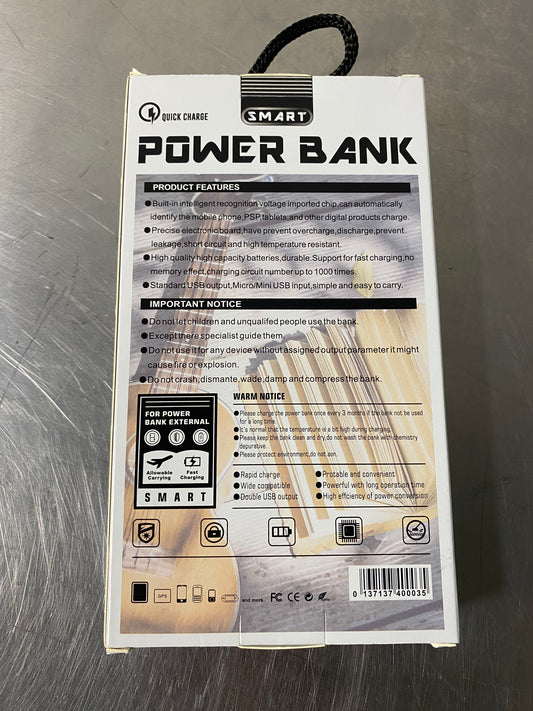 SMART
QUICK CHARGE
POWER BANK
PRODUCT FEATURES
●Built-in intelligent recognition voltage imported chip,can automatically
identify the mobile phone,PSP,tablets,and other digital products charge.
●Precise electronic board,have prevent overcharge,discharge,prevent
leakage,short circuit and high temperature resistant.
●High quality high capacity batteries,durable.Support for fast charging,no
memory effect,charging circuit number up to 1000 times.
●Standard USB output,Micro/Mini USB input,simple and easy to carry.
IMPORTANT NOTICE
●Do not let children and unqualifed people use the bank.
●Except there specialist guide them.
●Do not use it for any device without assigned output parameter it might
cause fire or explosion.
●Do not crash,dismante,wade,damp and compress the bank.
FOR POWER
BANK EXTERNAL
Allowable
Carrying
Fast
Charging
SMART
WARM NOTICE
●Please charge the power bank once every 3 months if the bank not be used
for a long time.
●It's normal that the temperature is a bit high during charging.
●Please keep the bank clean and dry,do not wash the bank with chemistry
depurative.
●Please protect environment,do not aon.
●Rapid charge
●Protable and convenient
●Wide compatible
●Powerful with long operation time
●Double USB output
●High effciency of power conversion
GPS
and more..
FC CE
0 137137 400035